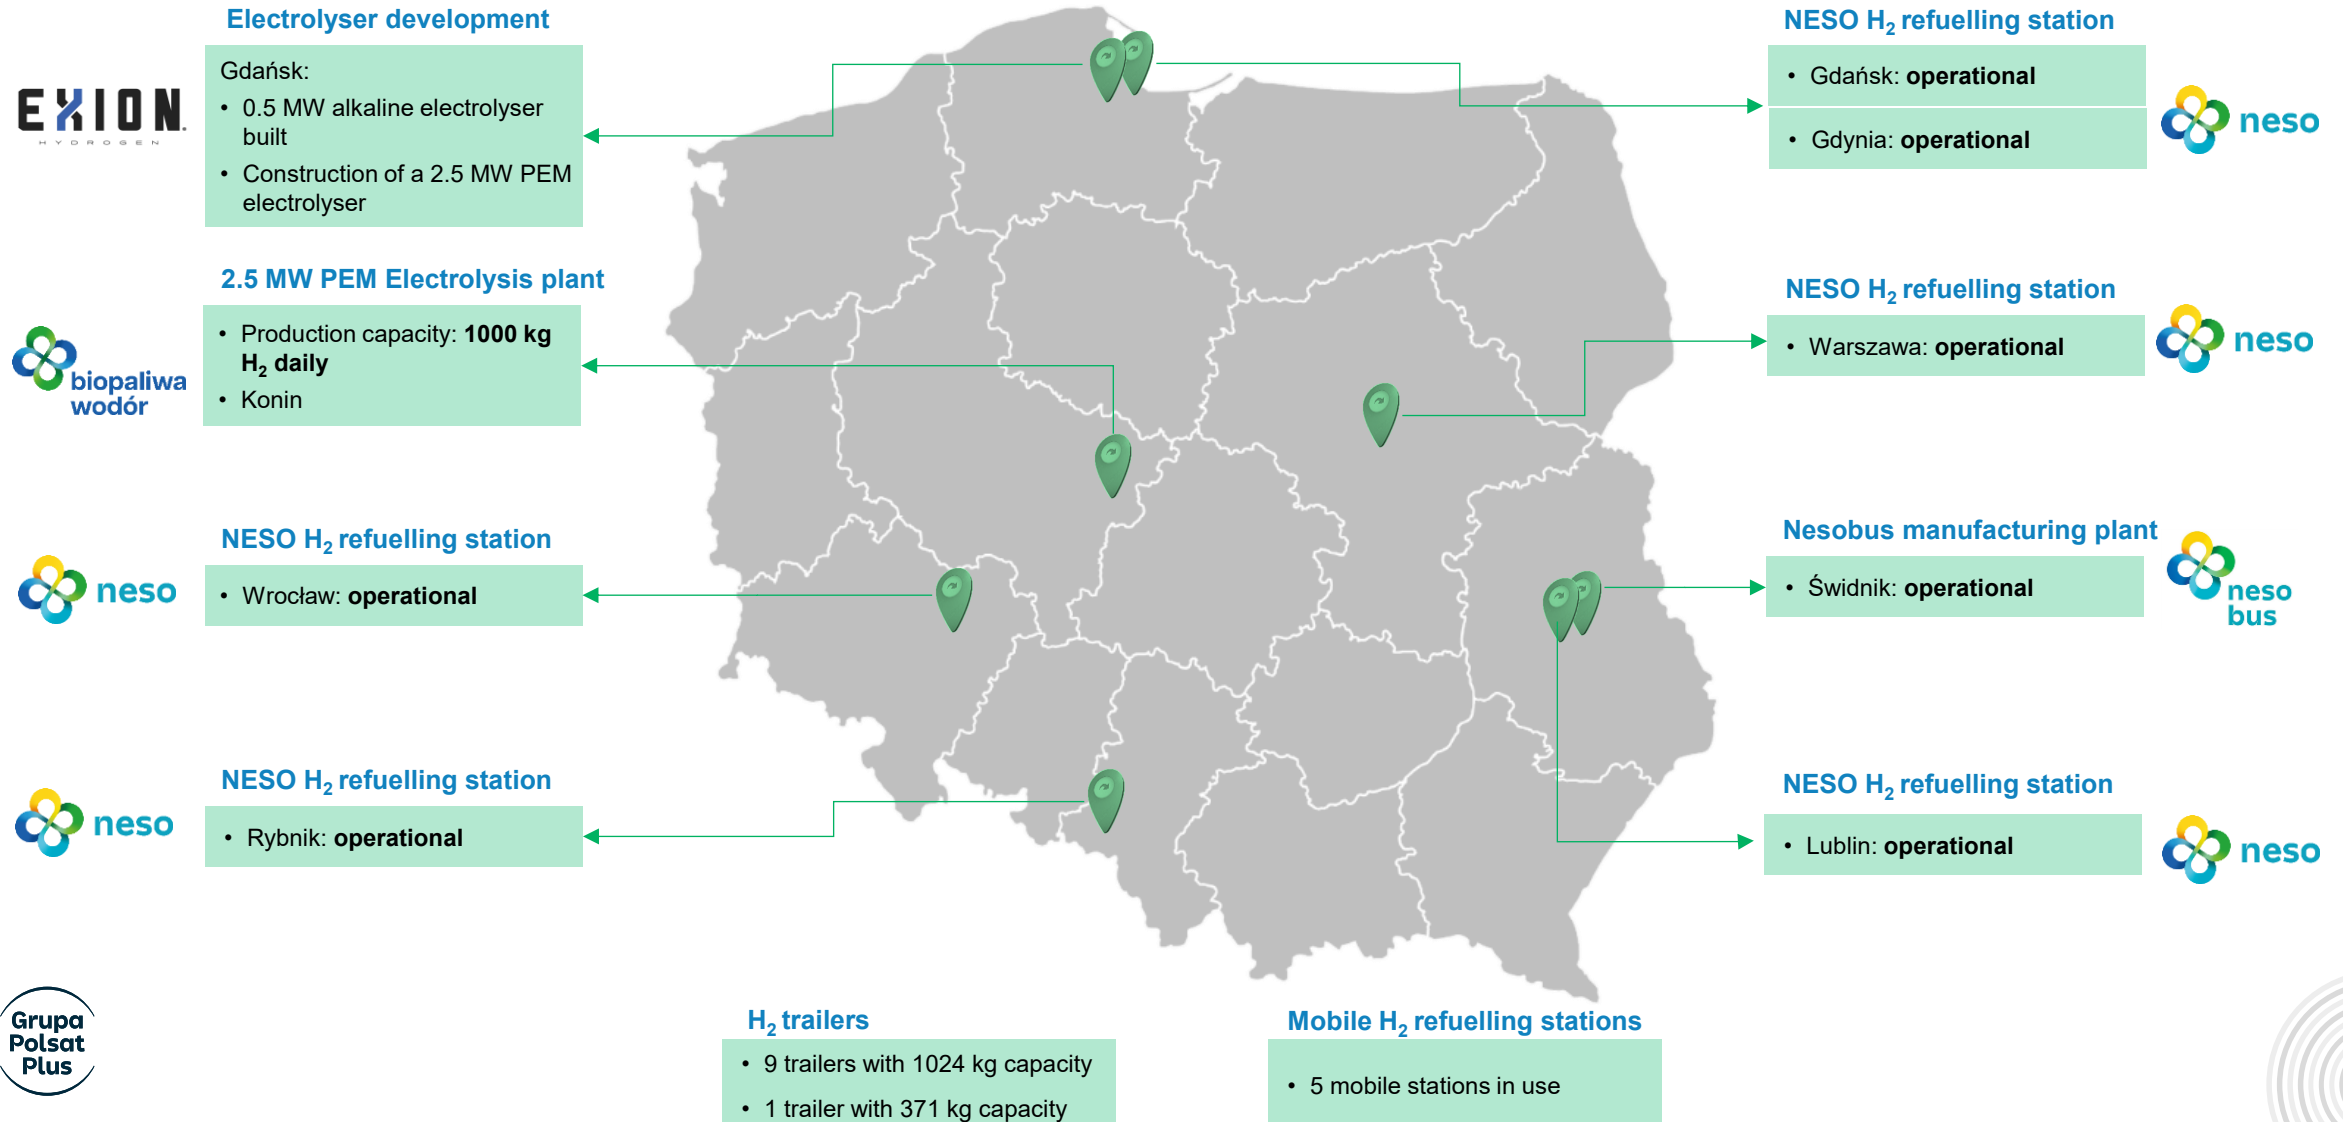 Electrolyser development
EXION
HYDROGEN
Gdańsk:
• 0.5 MW alkaline electrolyser
built
• Construction of a 2.5 MW PEM
electrolyser
2.5 MW PEM Electrolysis plant
biopaliwa
wodór
• Production capacity: 1000 kg
H₂ daily
• Konin
NESO H₂ refuelling station
neso
• Wrocław: operational
NESO H₂ refuelling station
neso
• Rybnik: operational
NESO H₂ refuelling station
• Gdańsk: operational
• Gdynia: operational
neso
NESO H₂ refuelling station
• Warszawa: operational
neso
Nesobus manufacturing plant
• Świdnik: operational
neso
bus
NESO H₂ refuelling station
• Lublin: operational
neso
H₂ trailers
• 9 trailers with 1024 kg capacity
• 1 trailer with 371 kg capacity
Mobile H₂ refuelling stations
• 5 mobile stations in use
Grupa
Polsat
Plus